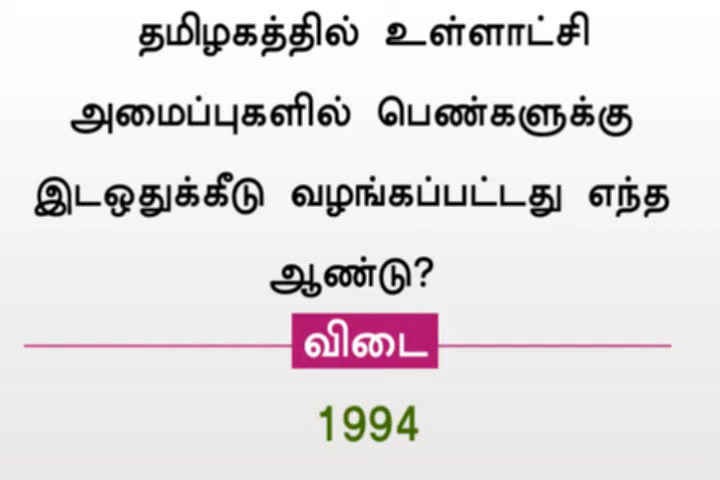 தமிழகத்தில் உள்ளாட்சி
அமைப்புகளில் பெண்களுக்கு
இடஒதுக்கீடு வழங்கப்பட்டது எந்த
ஆண்டு?
விடை
1994